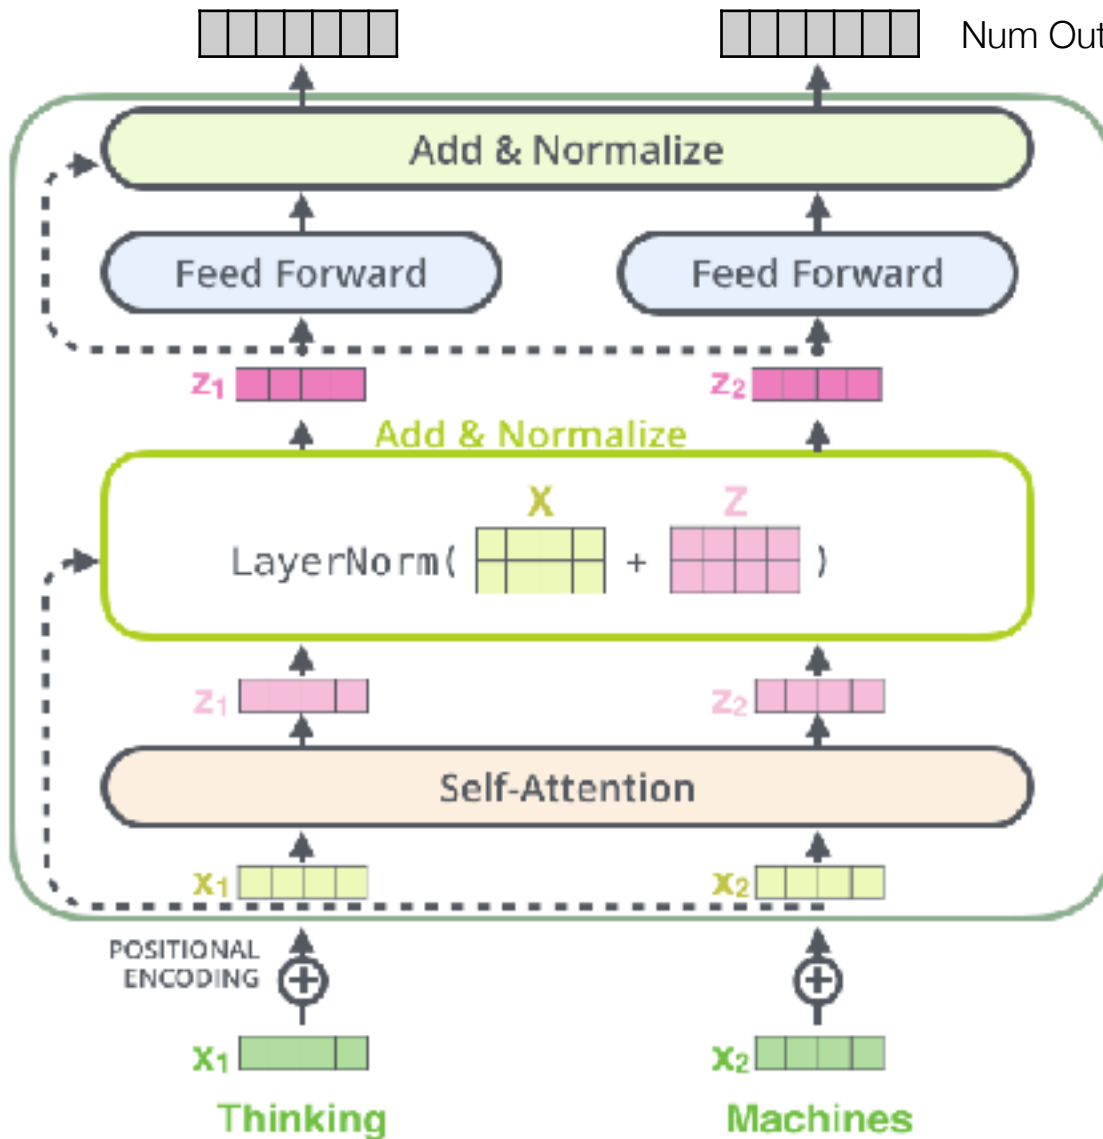 Num Out
Add & Normalize
Feed Forward Feed Forward
z1 z2
Add & Normalize
X Z
LayerNorm( + )
z1 z2
Self-Attention
x1 x2
POSITIONAL
ENCODING
x1 x2
Thinking Machines